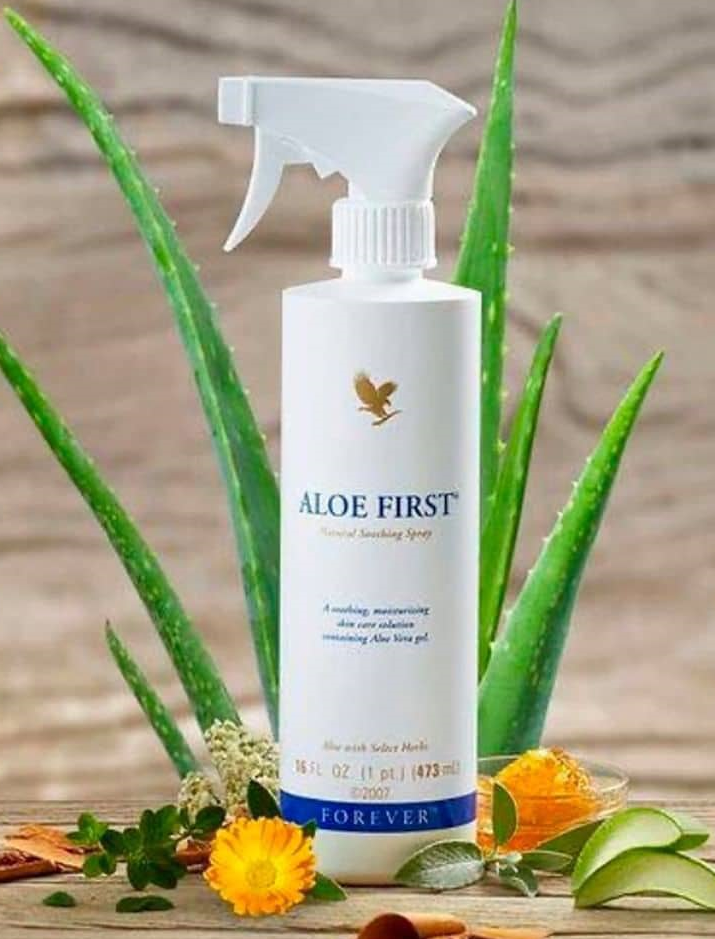 ALOE FIRST®
Natural Soothing Spray
A soothing, moisturizing
skin care solution
containing Aloe Vera gel.
Aloe with Select Herbs
16 FL. OZ. (1 pt.) (473 mL)
©2007
FOREVER™